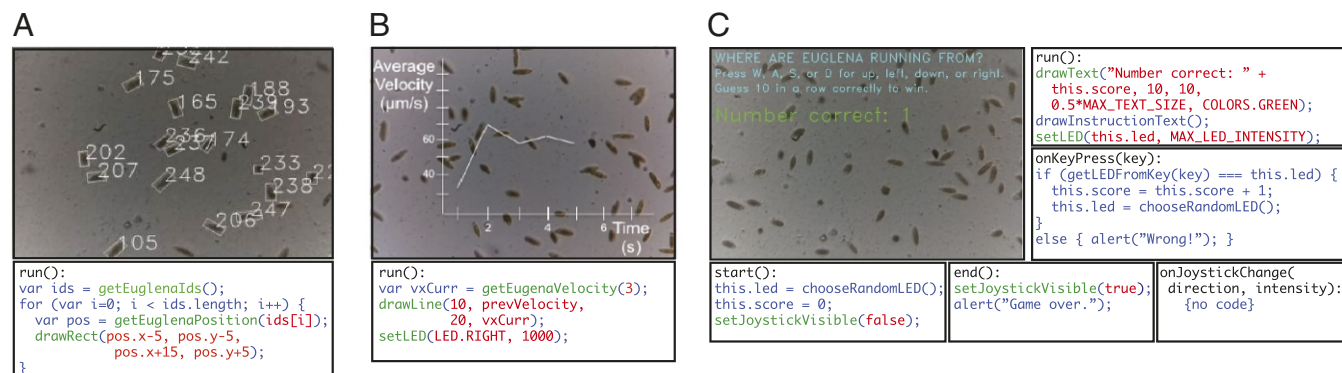 A
242
175
188
165
239
93
236
237
174
202
207
233
248
238
247
206
105
run():
var ids = getEuglenaIds();
for (var i=0; i < ids.length; i++) {
var pos = getEuglenaPosition(ids[i]);
drawRect(pos.x-5, pos.y-5,
pos.x+15, pos.y+5);
}
B
Average
Velocity
(μm/s)
60
40
2
4
6
Time
(s)
run():
var vxCurr = getEugenaVelocity(3);
drawLine(10, prevVelocity,
20, vxCurr);
setLED(LED.RIGHT, 1000);
C
WHERE ARE EUGLENA RUNNING FROM?
Press W, A, S, or D for up, left, down, or right.
Guess 10 in a row correctly to win.
Number correct: 1
run():
drawText("Number correct: " +
this.score, 10, 10,
0.5*MAX_TEXT_SIZE, COLORS.GREEN);
drawInstructionText();
setLED(this.led, MAX_LED_INTENSITY);
onKeyPress(key):
if (getLEDFromKey(key) === this.led) {
this.score = this.score + 1;
this.led = chooseRandomLED();
}
else { alert("Wrong!"); }
start():
this.led = chooseRandomLED();
this.score = 0;
setJoystickVisible(false);
end():
setJoystickVisible(true);
alert("Game over.");
onJoystickChange(
direction, intensity):
{no code}